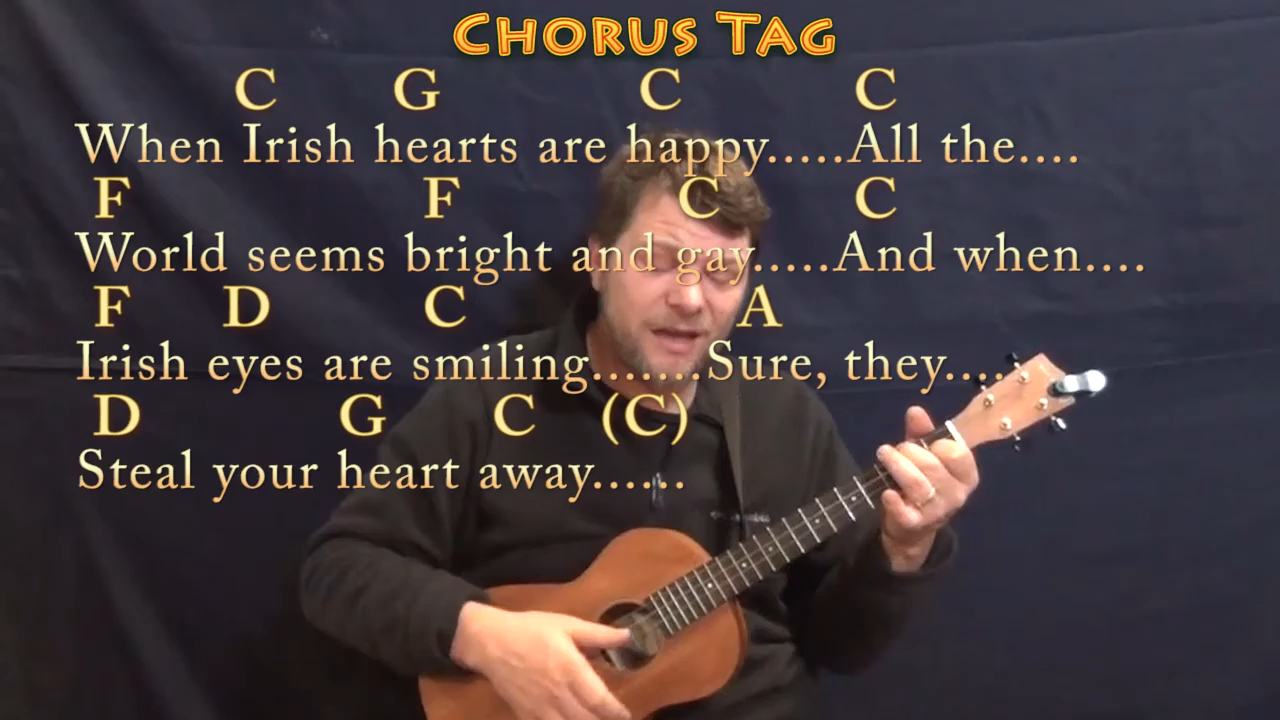 CHORUS TAG
C G C C
When Irish hearts are happy.....All the....
F F C C
World seems bright and gay.....And when....
F D C A
Irish eyes are smiling.......Sure, they....
D G C (C)
Steal your heart away......